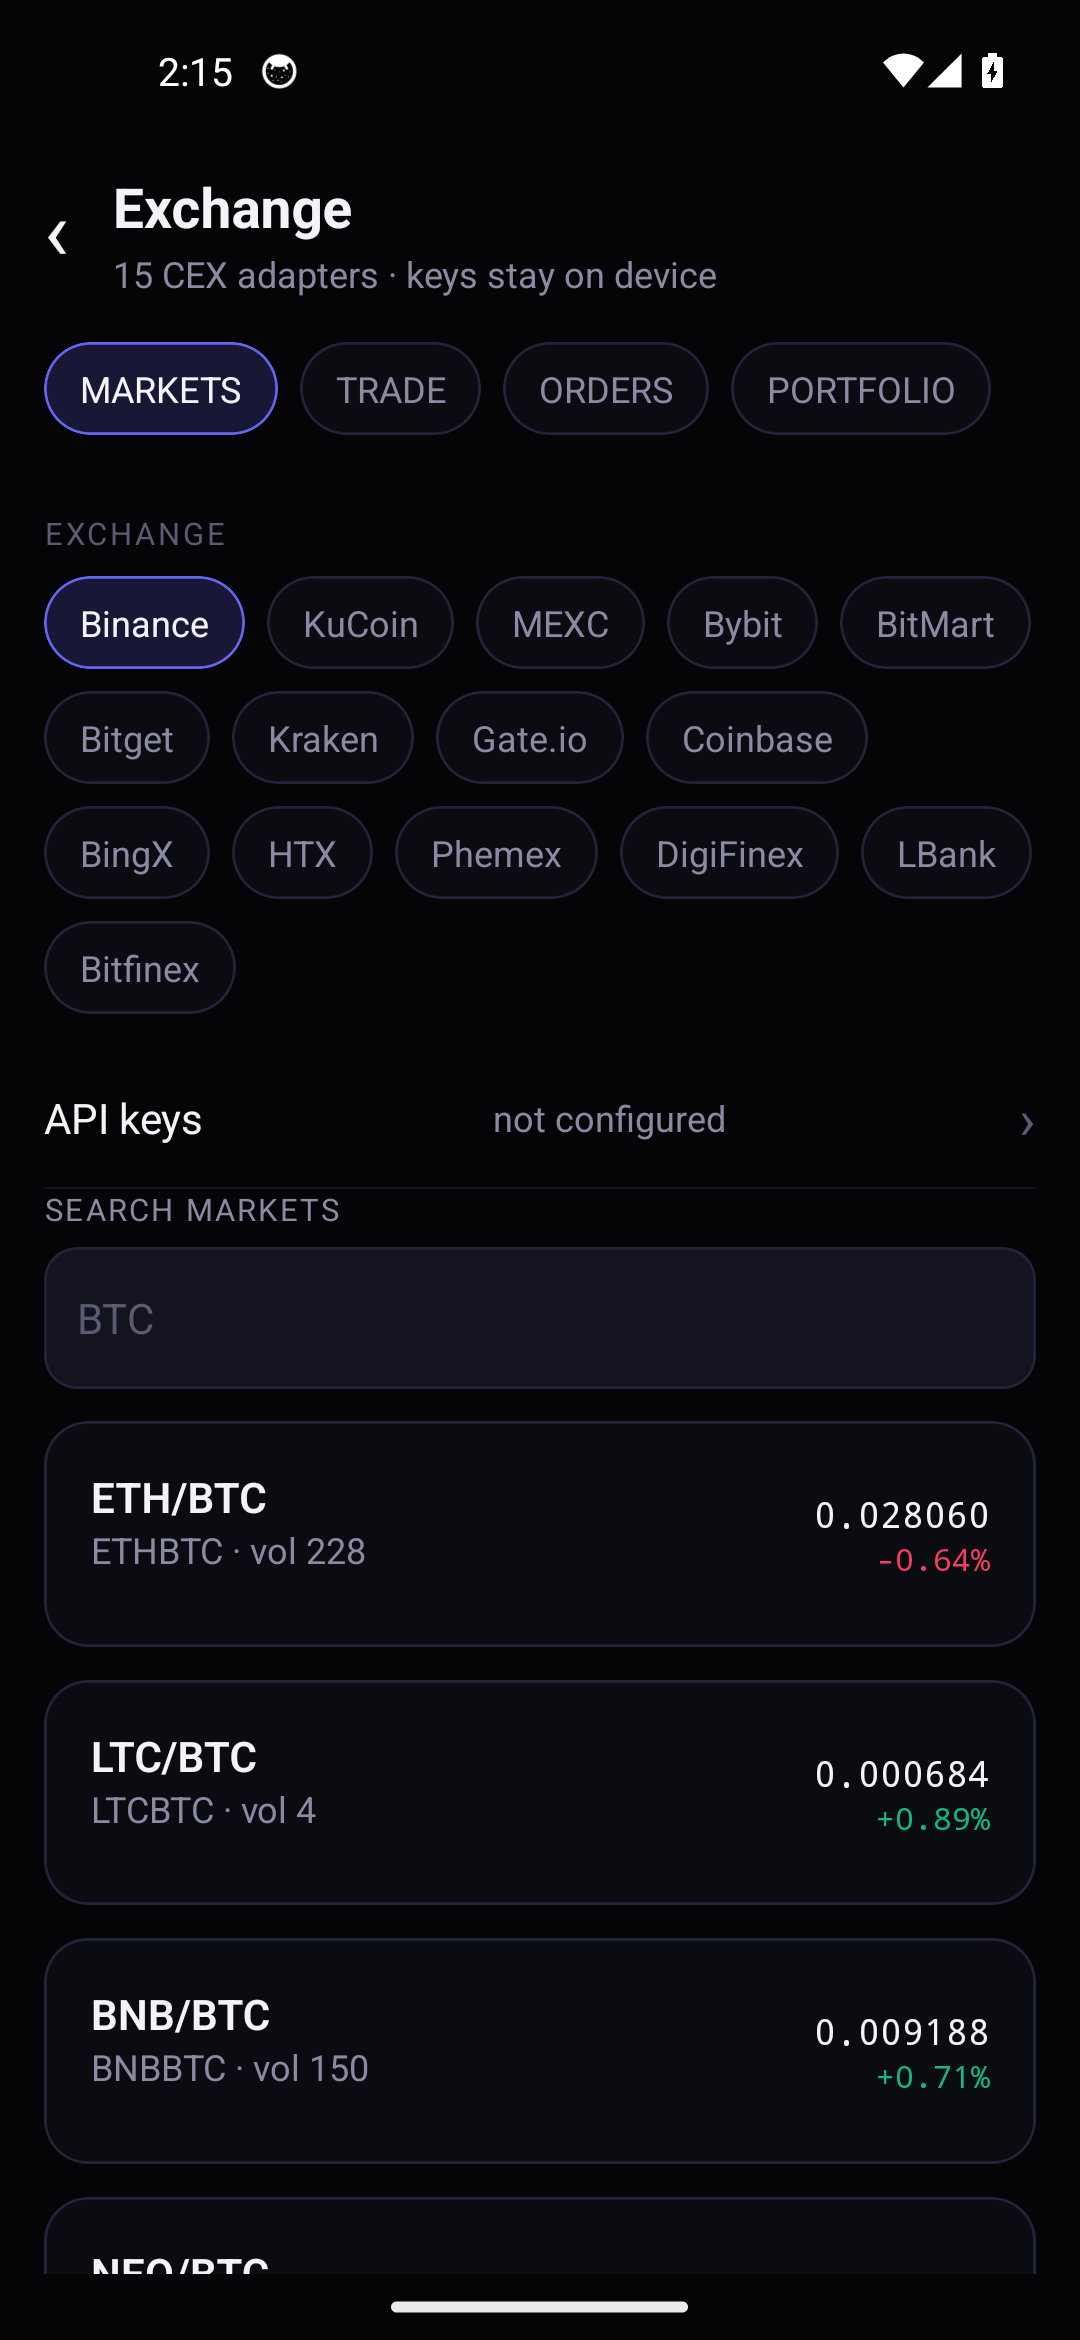 2:15
Exchange
15 CEX adapters · keys stay on device
MARKETS TRADE ORDERS PORTFOLIO
EXCHANGE
Binance KuCoin MEXC Bybit BitMart
Bitget Kraken Gate.io Coinbase
BingX HTX Phemex DigiFinex LBank
Bitfinex
API keys not configured
SEARCH MARKETS
BTC
ETH/BTC
0.028060
ETHBTC · vol 228
-0.64%
LTC/BTC
0.000684
LTCBTC · vol 4
+0.89%
BNB/BTC
0.009188
BNBBTC · vol 150
+0.71%
NEO/BTC